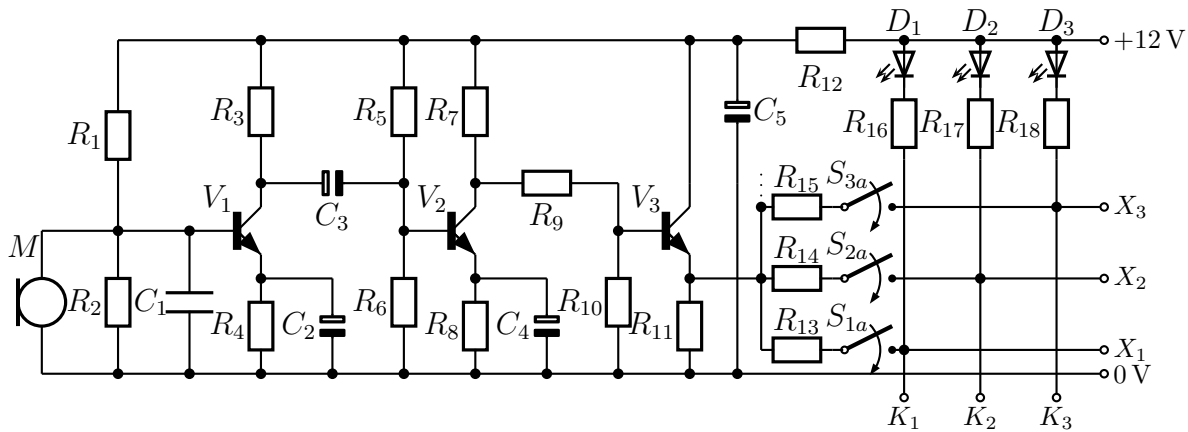 D1 D2 D3
+12 V
R12
R1 R3 R5 R7 C5 R16 R17 R18
R15 S3a
V1 C3 V2 R9 V3 X3
M R14 S2a
R2 C1 R4 C2 R6 R8 C4 R10 R11 X2
R13 S1a
X1
0 V
K1 K2 K3